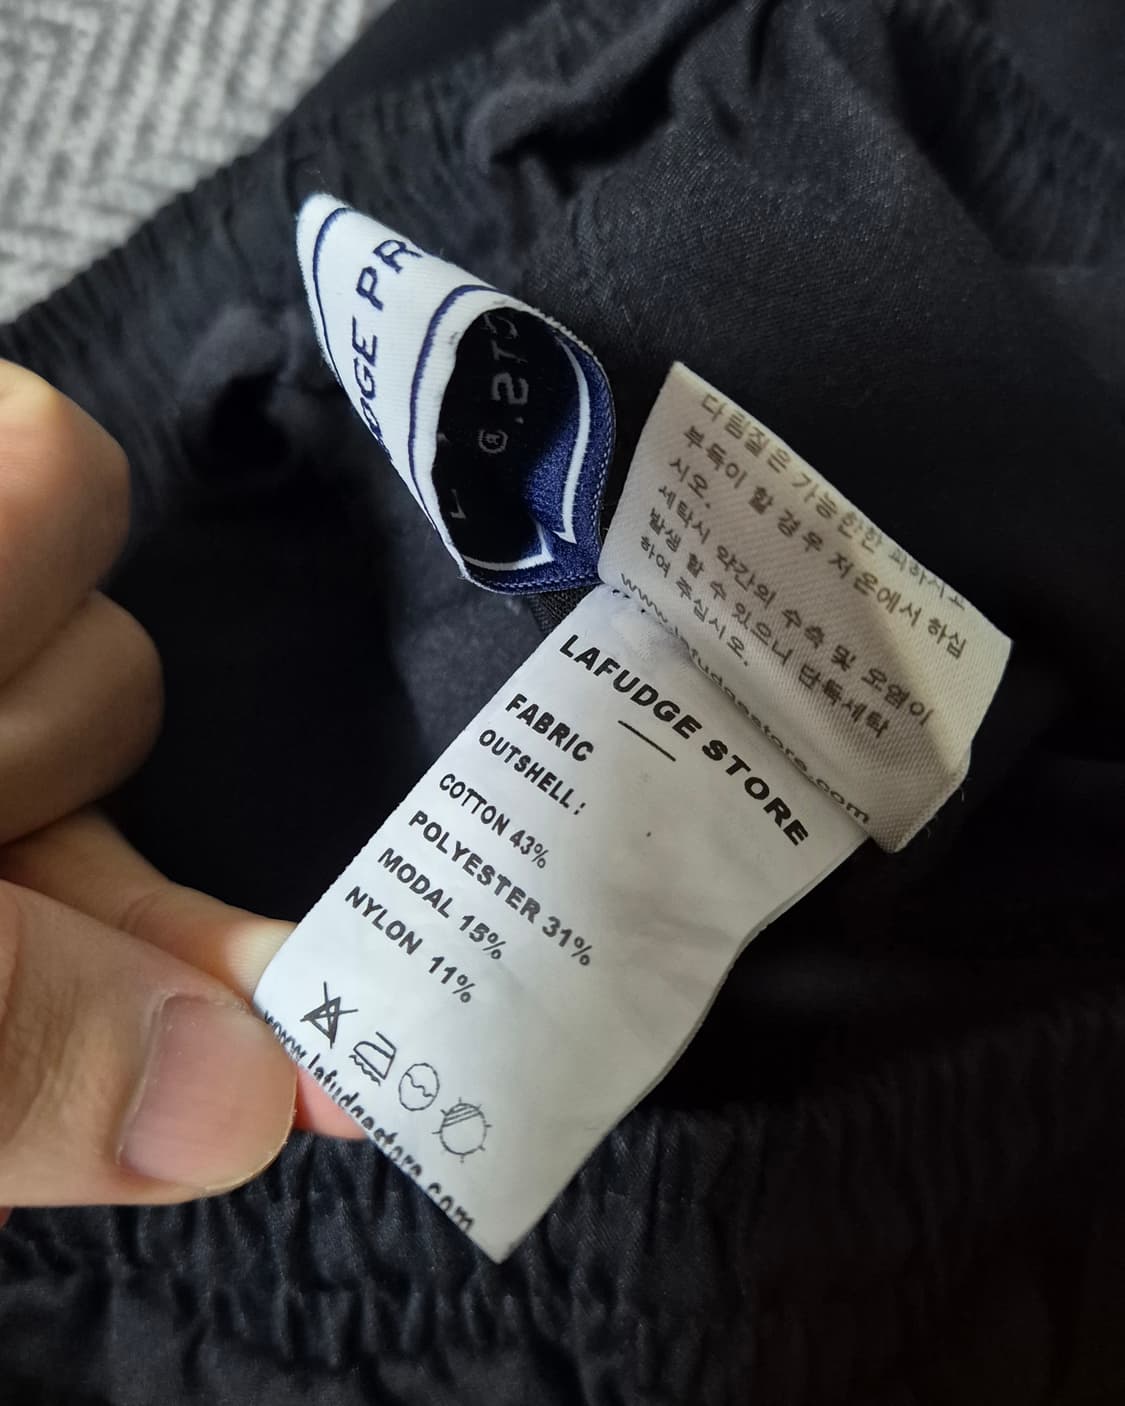 DGE PR
다림질은 가능한한 피하시고
부득이 할 경우 저온에서 하십
시오.
세탁시 약간의 수축 및 오염이
발생 할 수 있으니 단독세탁
하여 주십시오.
www.lafudgestore.com
LAFUDGE STORE
FABRIC
OUTSHELL:
COTTON 43%
POLYESTER 31%
MODAL 15%
NYLON 11%
www.lafudgestore.com